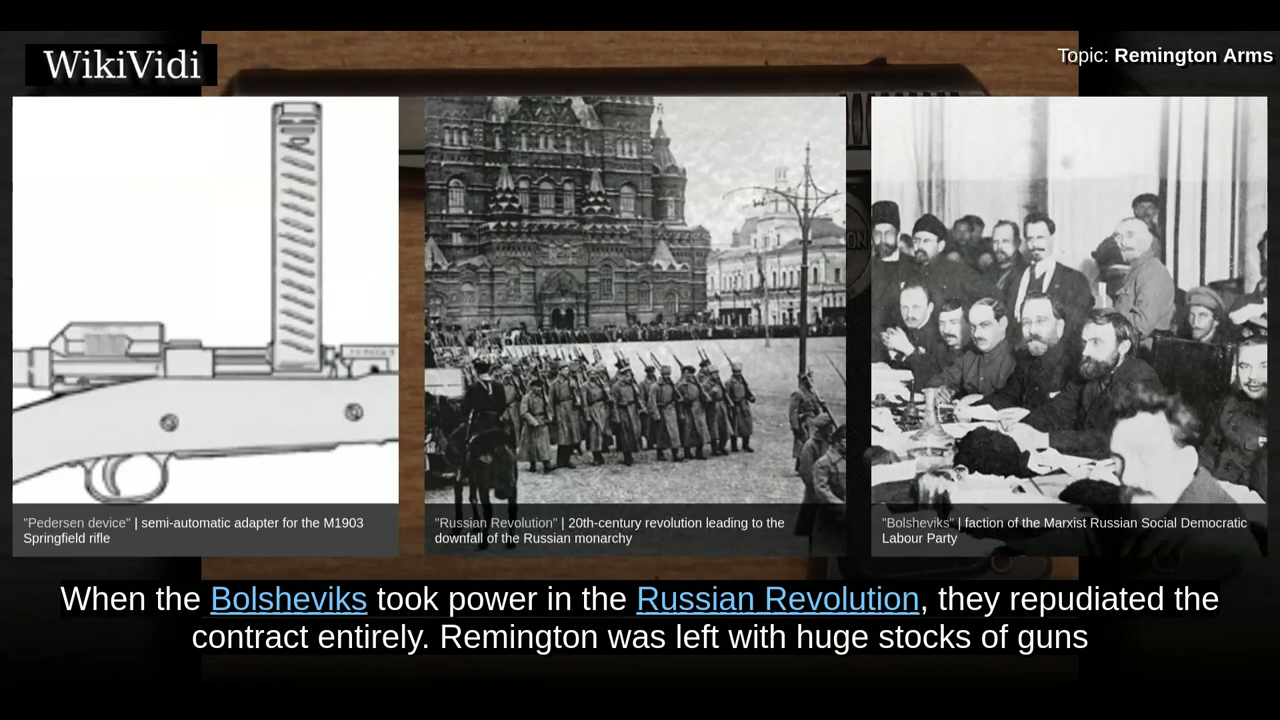 WikiVidi
Topic: Remington Arms
"Pedersen device" | semi-automatic adapter for the M1903
Springfield rifle
"Russian Revolution" | 20th-century revolution leading to the
downfall of the Russian monarchy
"Bolsheviks" | faction of the Marxist Russian Social Democratic
Labour Party
When the Bolsheviks took power in the Russian Revolution, they repudiated the
contract entirely. Remington was left with huge stocks of guns